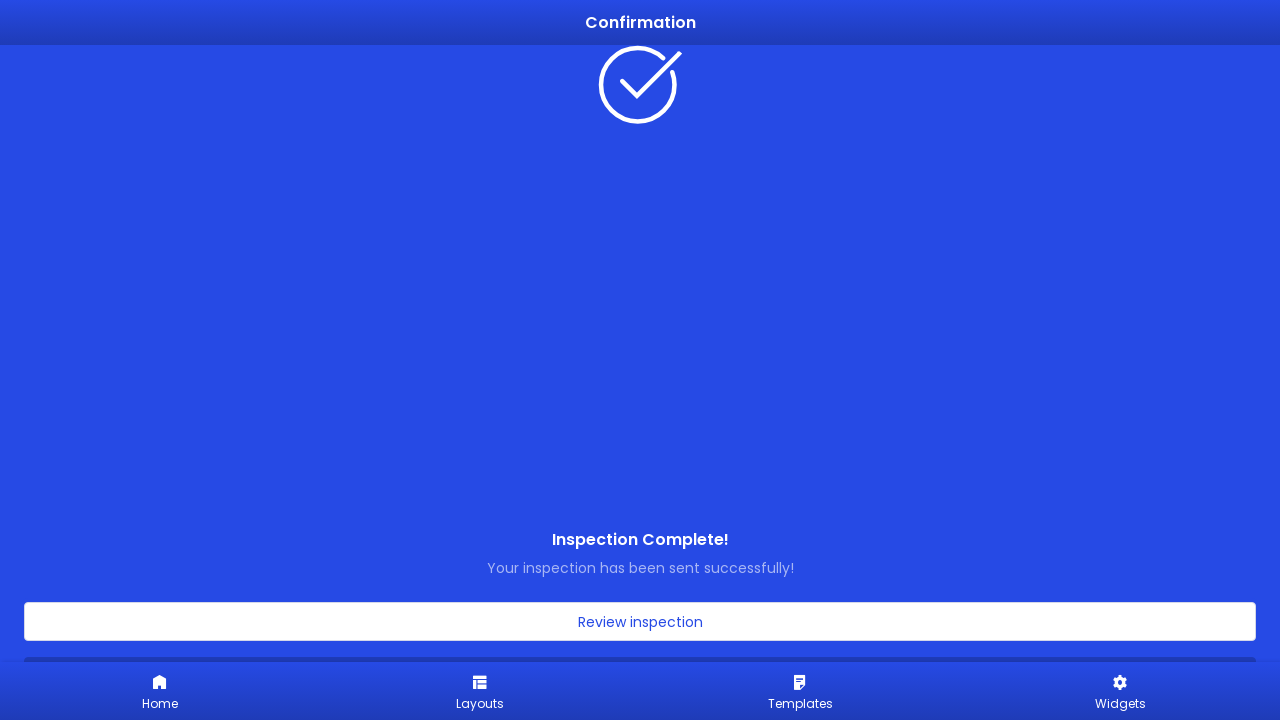 Confirmation
Inspection Complete!
Your inspection has been sent successfully!
Review inspection
Home
Layouts
Templates
Widgets